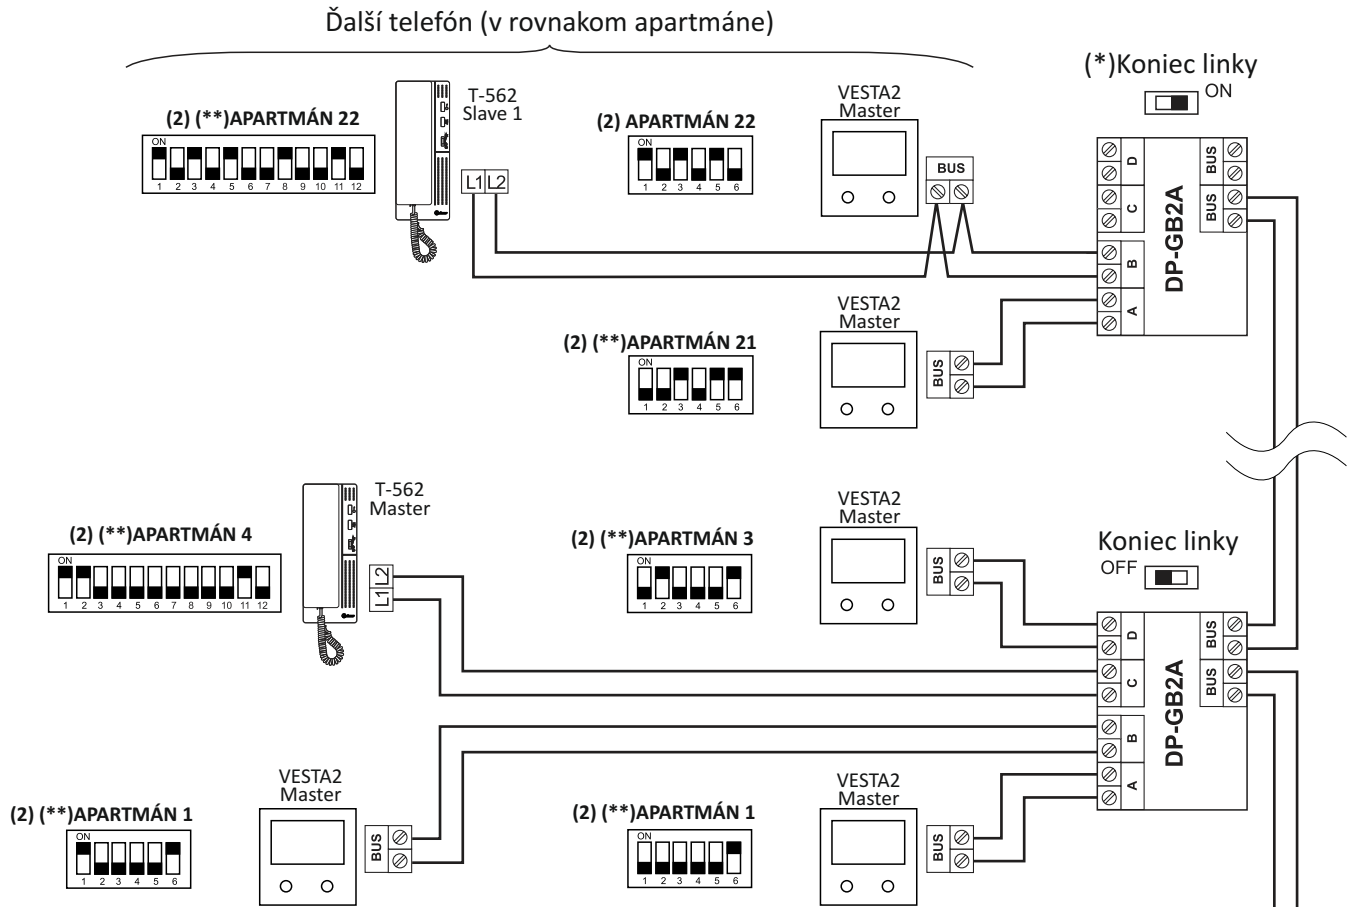 Ďalší telefón (v rovnakom apartmáne)
(*)Koniec linky
ON
T-562
Slave 1
(2) (**)APARTMÁN 22
ON
1 2 3 4 5 6 7 8 9 10 11 12
L1 L2
(2) APARTMÁN 22
ON
1 2 3 4 5 6
VESTA2
Master
BUS
D
C
B
A
DP-GB2A
BUS
BUS
VESTA2
Master
(2) (**)APARTMÁN 21
ON
1 2 3 4 5 6
BUS
T-562
Master
(2) (**)APARTMÁN 4
ON
1 2 3 4 5 6 7 8 9 10 11 12
L2
L1
(2) (**)APARTMÁN 3
ON
1 2 3 4 5 6
VESTA2
Master
BUS
Koniec linky
OFF
D
C
B
A
DP-GB2A
BUS
BUS
(2) (**)APARTMÁN 1
ON
1 2 3 4 5 6
VESTA2
Master
BUS
(2) (**)APARTMÁN 1
ON
1 2 3 4 5 6
VESTA2
Master
BUS